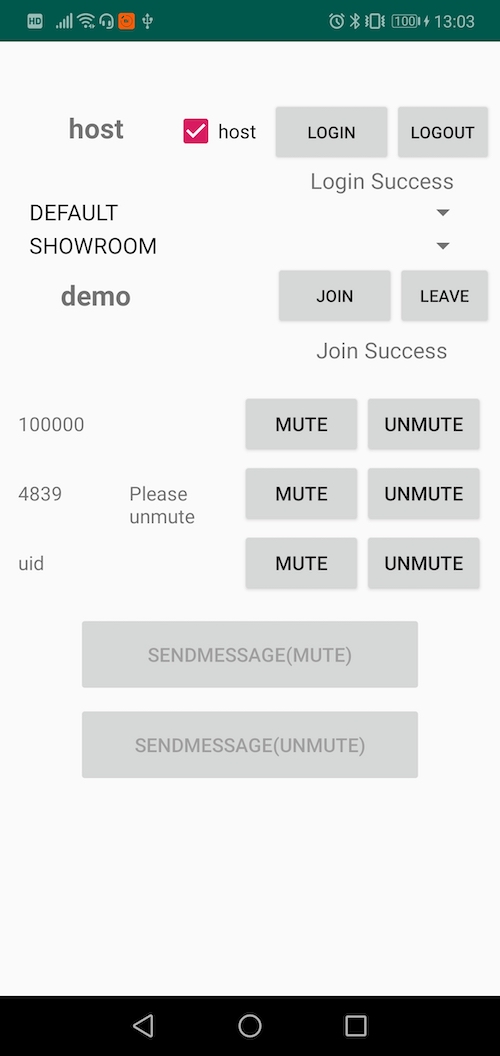 HD 100 13:03
host host LOGIN LOGOUT
Login Success
DEFAULT
SHOWROOM
demo JOIN LEAVE
Join Success
100000 MUTE UNMUTE
4839 Please MUTE UNMUTE
unmute
uid MUTE UNMUTE
SENDMESSAGE(MUTE)
SENDMESSAGE(UNMUTE)